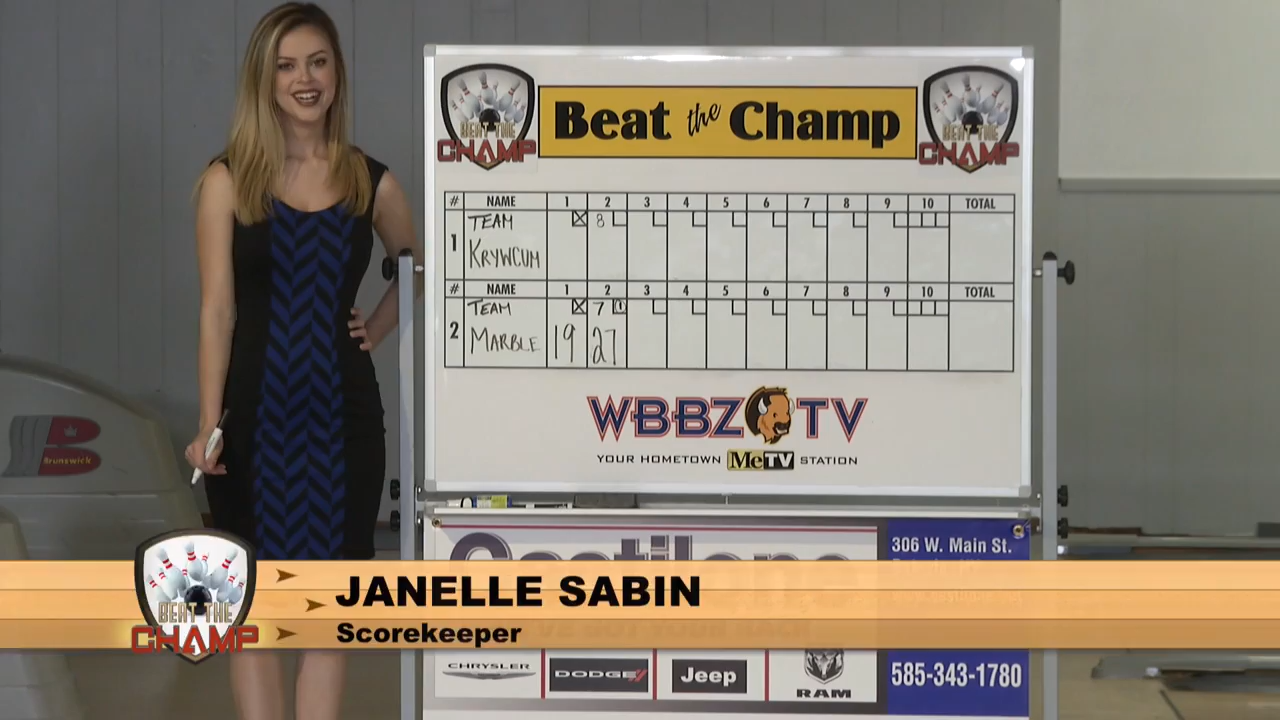 BEAT THE
CHAMP
Beat the Champ
BEAT THE
CHAMP
# NAME 1 2 3 4 5 6 7 8 9 10 TOTAL
1 TEAM X 8
KRYWCUM
# NAME 1 2 3 4 5 6 7 8 9 10 TOTAL
2 TEAM X 7 1
MARBLE 19 27
WBBZ TV
YOUR HOMETOWN MeTV STATION
Brunswick
306 W. Main St.
BEAT THE
CHAMP
JANELLE SABIN
Scorekeeper
CHRYSLER
DODGE
Jeep
RAM
585-343-1780